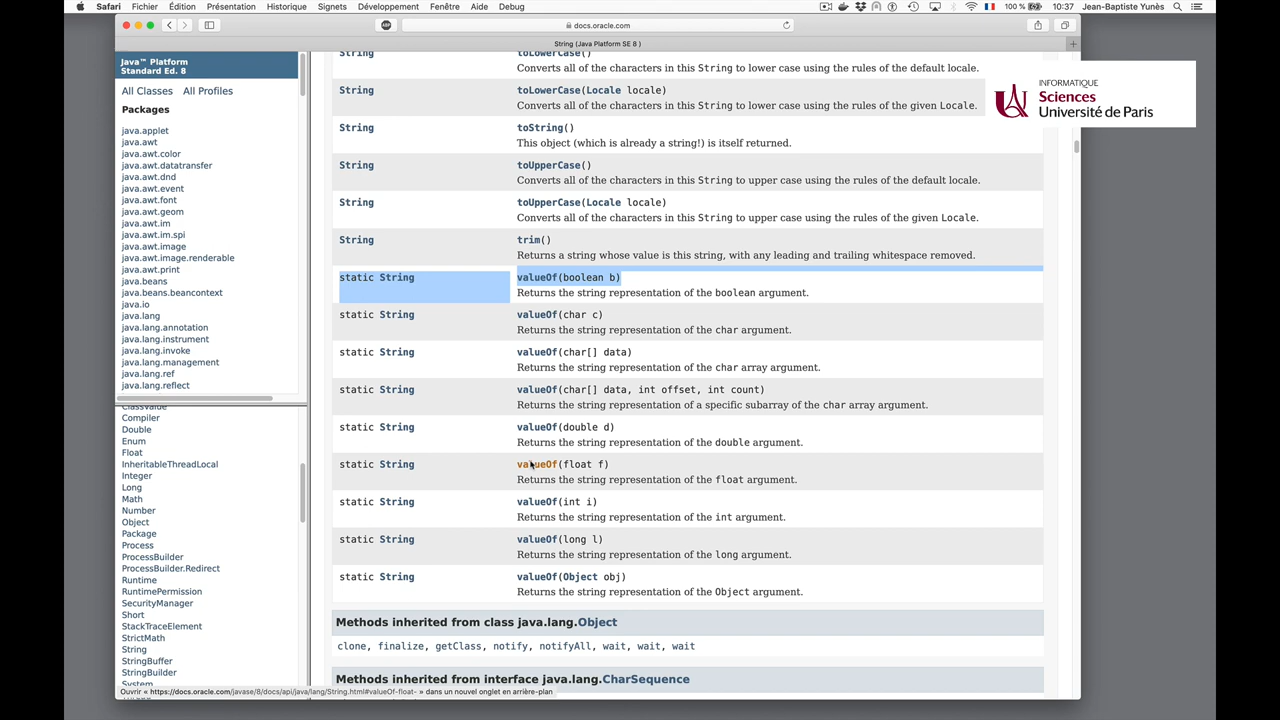 Safari Fichier Édition Présentation Historique Signets Développement Fenêtre Aide Debug 100 % 10:37 Jean-Baptiste Yunès
ABP docs.oracle.com
String (Java Platform SE 8 )
Java™ Platform
Standard Ed. 8
All Classes All Profiles
Packages
java.applet
java.awt
java.awt.color
java.awt.datatransfer
java.awt.dnd
java.awt.event
java.awt.font
java.awt.geom
java.awt.im
java.awt.im.spi
java.awt.image
java.awt.image.renderable
java.awt.print
java.beans
java.beans.beancontext
java.io
java.lang
java.lang.annotation
java.lang.instrument
java.lang.invoke
java.lang.management
java.lang.ref
java.lang.reflect
ClassValue
Compiler
Double
Enum
Float
InheritableThreadLocal
Integer
Long
Math
Number
Object
Package
Process
ProcessBuilder
ProcessBuilder.Redirect
Runtime
RuntimePermission
SecurityManager
Short
StackTraceElement
StrictMath
String
StringBuffer
StringBuilder
System
String toLowerCase()
Converts all of the characters in this String to lower case using the rules of the default locale.
String toLowerCase(Locale locale)
Converts all of the characters in this String to lower case using the rules of the given Locale.
String toString()
This object (which is already a string!) is itself returned.
String toUpperCase()
Converts all of the characters in this String to upper case using the rules of the default locale.
String toUpperCase(Locale locale)
Converts all of the characters in this String to upper case using the rules of the given Locale.
String trim()
Returns a string whose value is this string, with any leading and trailing whitespace removed.
static String valueOf(boolean b)
Returns the string representation of the boolean argument.
static String valueOf(char c)
Returns the string representation of the char argument.
static String valueOf(char[] data)
Returns the string representation of the char array argument.
static String valueOf(char[] data, int offset, int count)
Returns the string representation of a specific subarray of the char array argument.
static String valueOf(double d)
Returns the string representation of the double argument.
static String valueOf(float f)
Returns the string representation of the float argument.
static String valueOf(int i)
Returns the string representation of the int argument.
static String valueOf(long l)
Returns the string representation of the long argument.
static String valueOf(Object obj)
Returns the string representation of the Object argument.
Methods inherited from class java.lang.Object
clone, finalize, getClass, notify, notifyAll, wait, wait, wait
Methods inherited from interface java.lang.CharSequence
Ouvrir « https://docs.oracle.com/javase/8/docs/api/java/lang/String.html#valueOf-float- » dans un nouvel onglet en arrière-plan
INFORMATIQUE
Sciences
Université de Paris